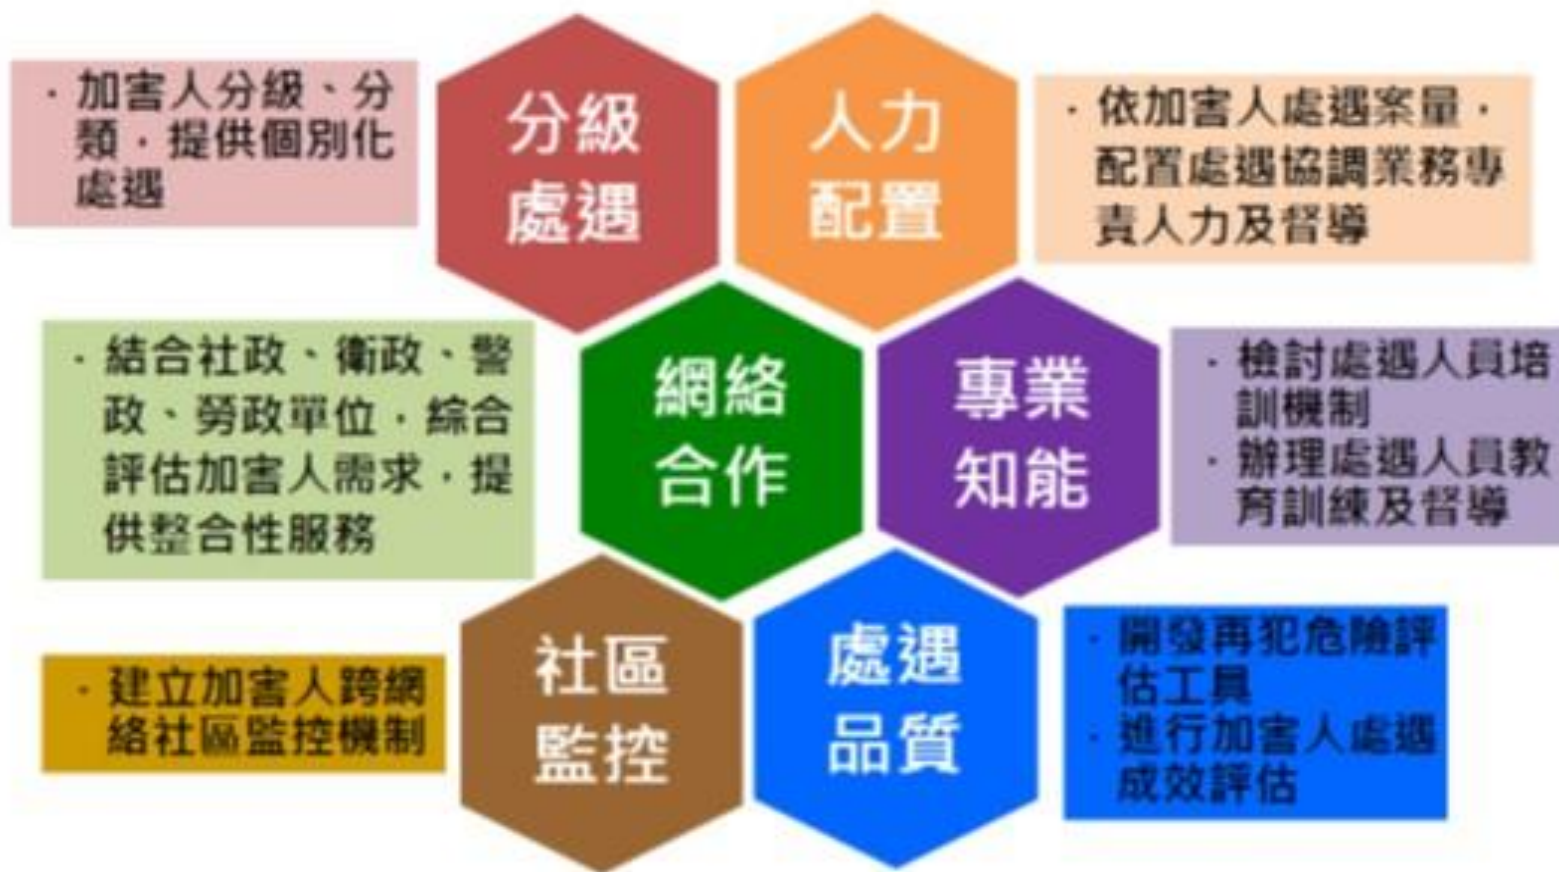 · 加害人分級、分
類，提供個別化
處遇
分級
處遇
人力
配置
· 依加害人處遇案量，
配置處遇協調業務專
責人力及督導
· 結合社政、衛政、警
政、勞政單位，綜合
評估加害人需求，提
供整合性服務
網絡
合作
專業
知能
· 檢討處遇人員培
訓機制
· 辦理處遇人員教
育訓練及督導
· 建立加害人跨網
絡社區監控機制
社區
監控
處遇
品質
· 開發再犯危險評
估工具
· 進行加害人處遇
成效評估